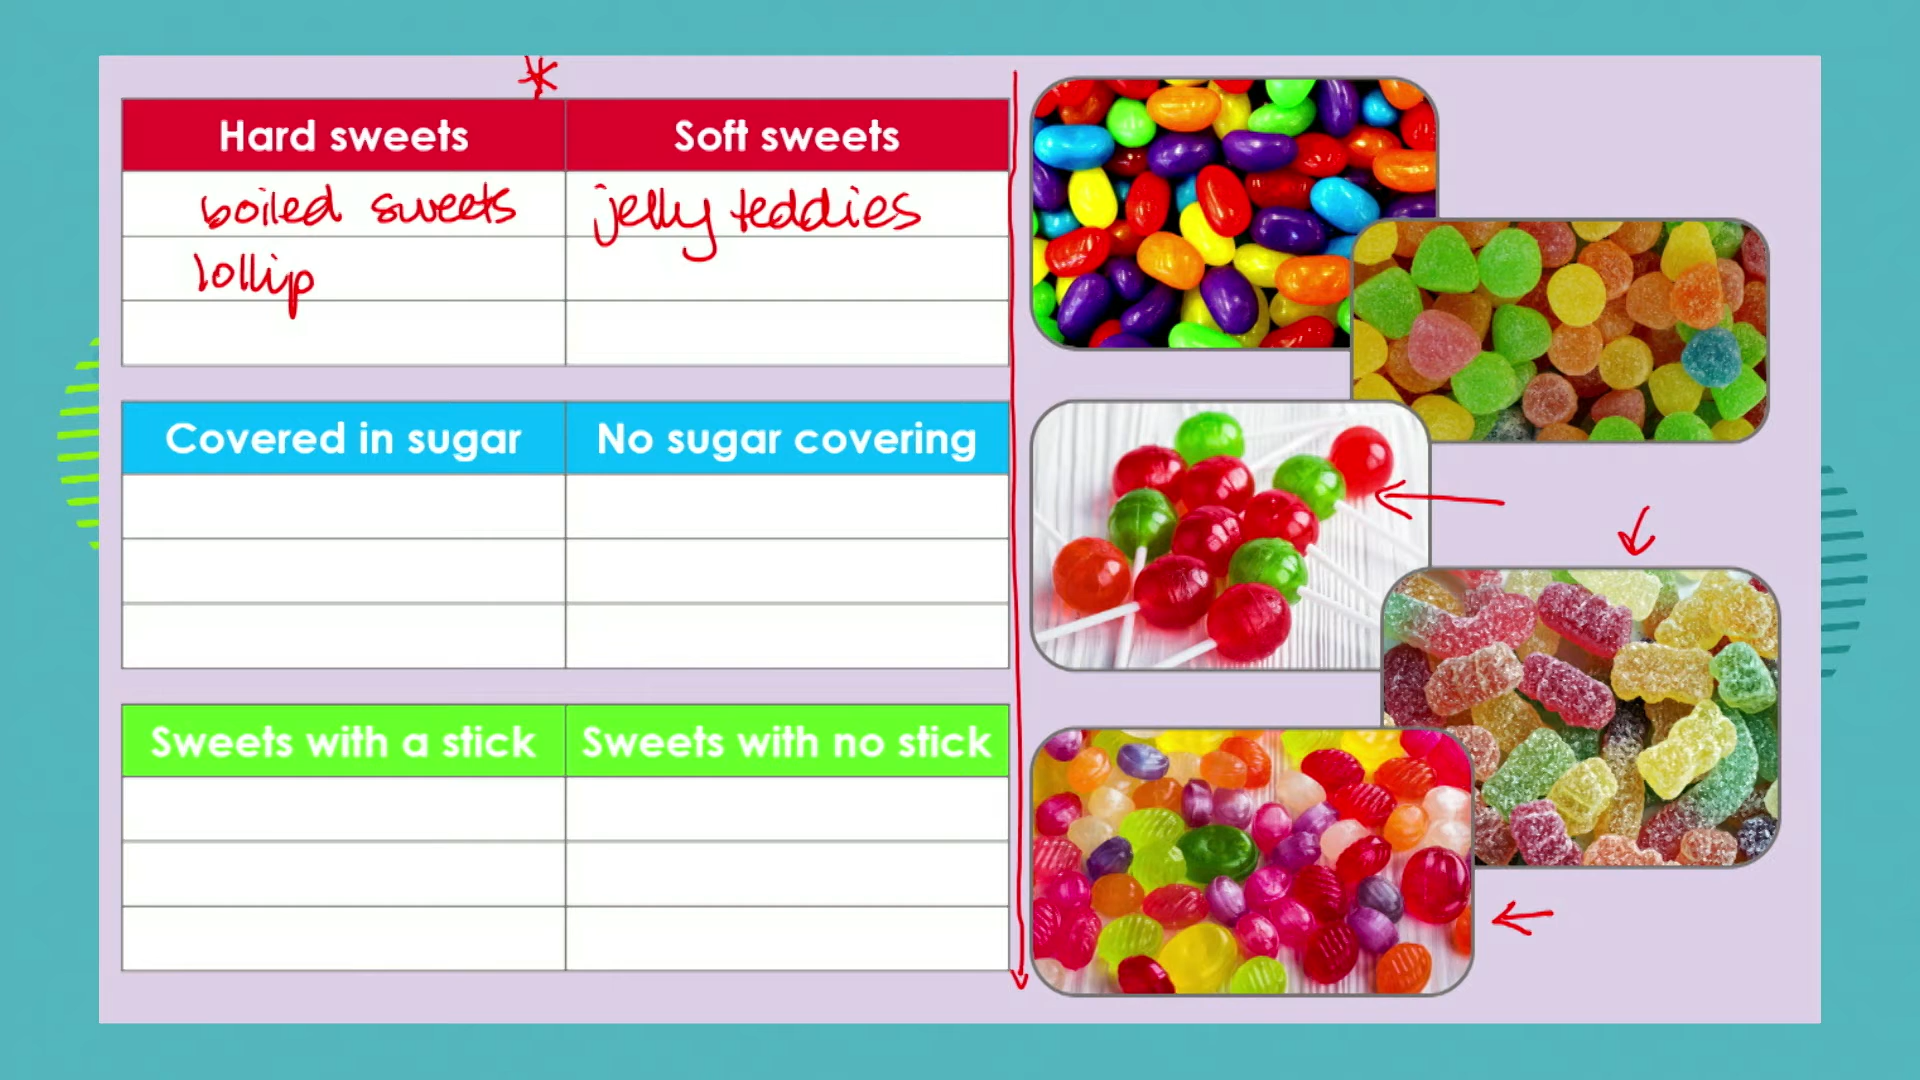 Hard sweets Soft sweets
boiled sweets jelly teddies
lollip
Covered in sugar No sugar covering
Sweets with a stick Sweets with no stick